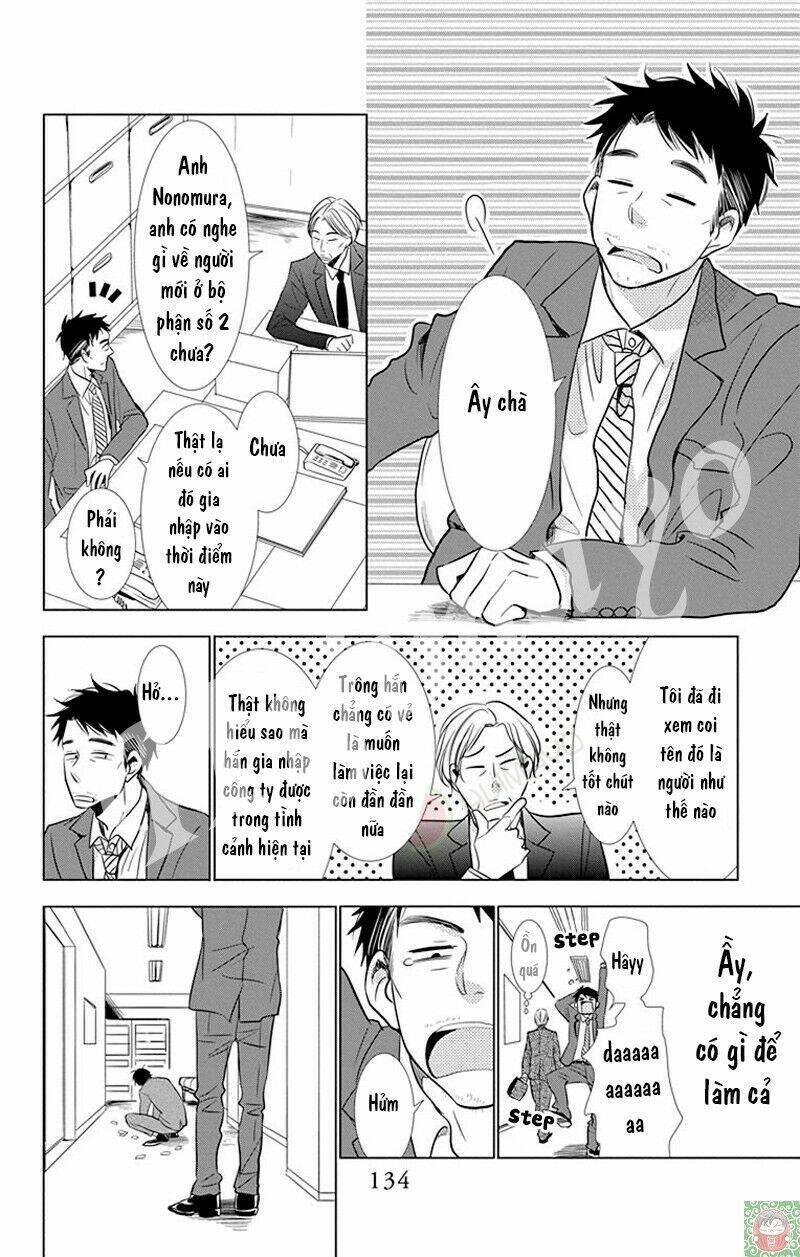 Ây chà
Anh
Nonomura,
anh có nghe
gì về người
mới ở bộ
phận số 2
chưa?
Chưa
Thật lạ
nếu có ai
đó gia
nhập vào
thời điểm
này
Phải
không
?
Tôi đã đi
xem coi
tên đó là
người như
thế nào
Nhưng
thật
không
tốt chút
nào
Trông hắn
chẳng có vẻ
là muốn
làm việc lại
còn đần đần
nữa
Thật không
hiểu sao mà
hắn gia nhập
công ty được
trong tình
cảnh hiện tại
Hở...
Ầy,
chẳng
có gì để
làm cả
Hâyy
daaaaa
aaaaaa
aa
step
Ồn
quá
step
Hửm
134